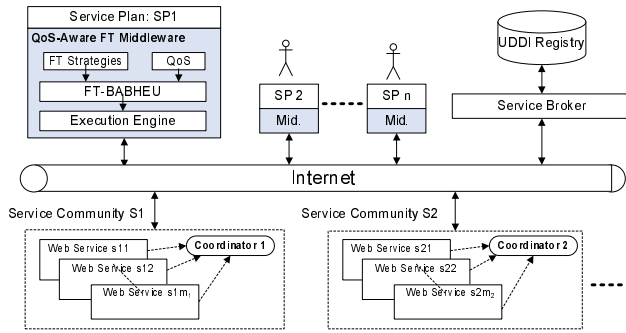 Service Plan: SP1
QoS-Aware FT Middleware
FT Strategies
QoS
FT-BABHEU
Execution Engine
SP 2
Mid.
SP n
Mid.
UDDI Registry
Service Broker
Internet
Service Community S1
Web Service s11
Web Service s12
Web Service s1m₁
Coordinator 1
Service Community S2
Web Service s21
Web Service s22
Web Service s2m₂
Coordinator 2